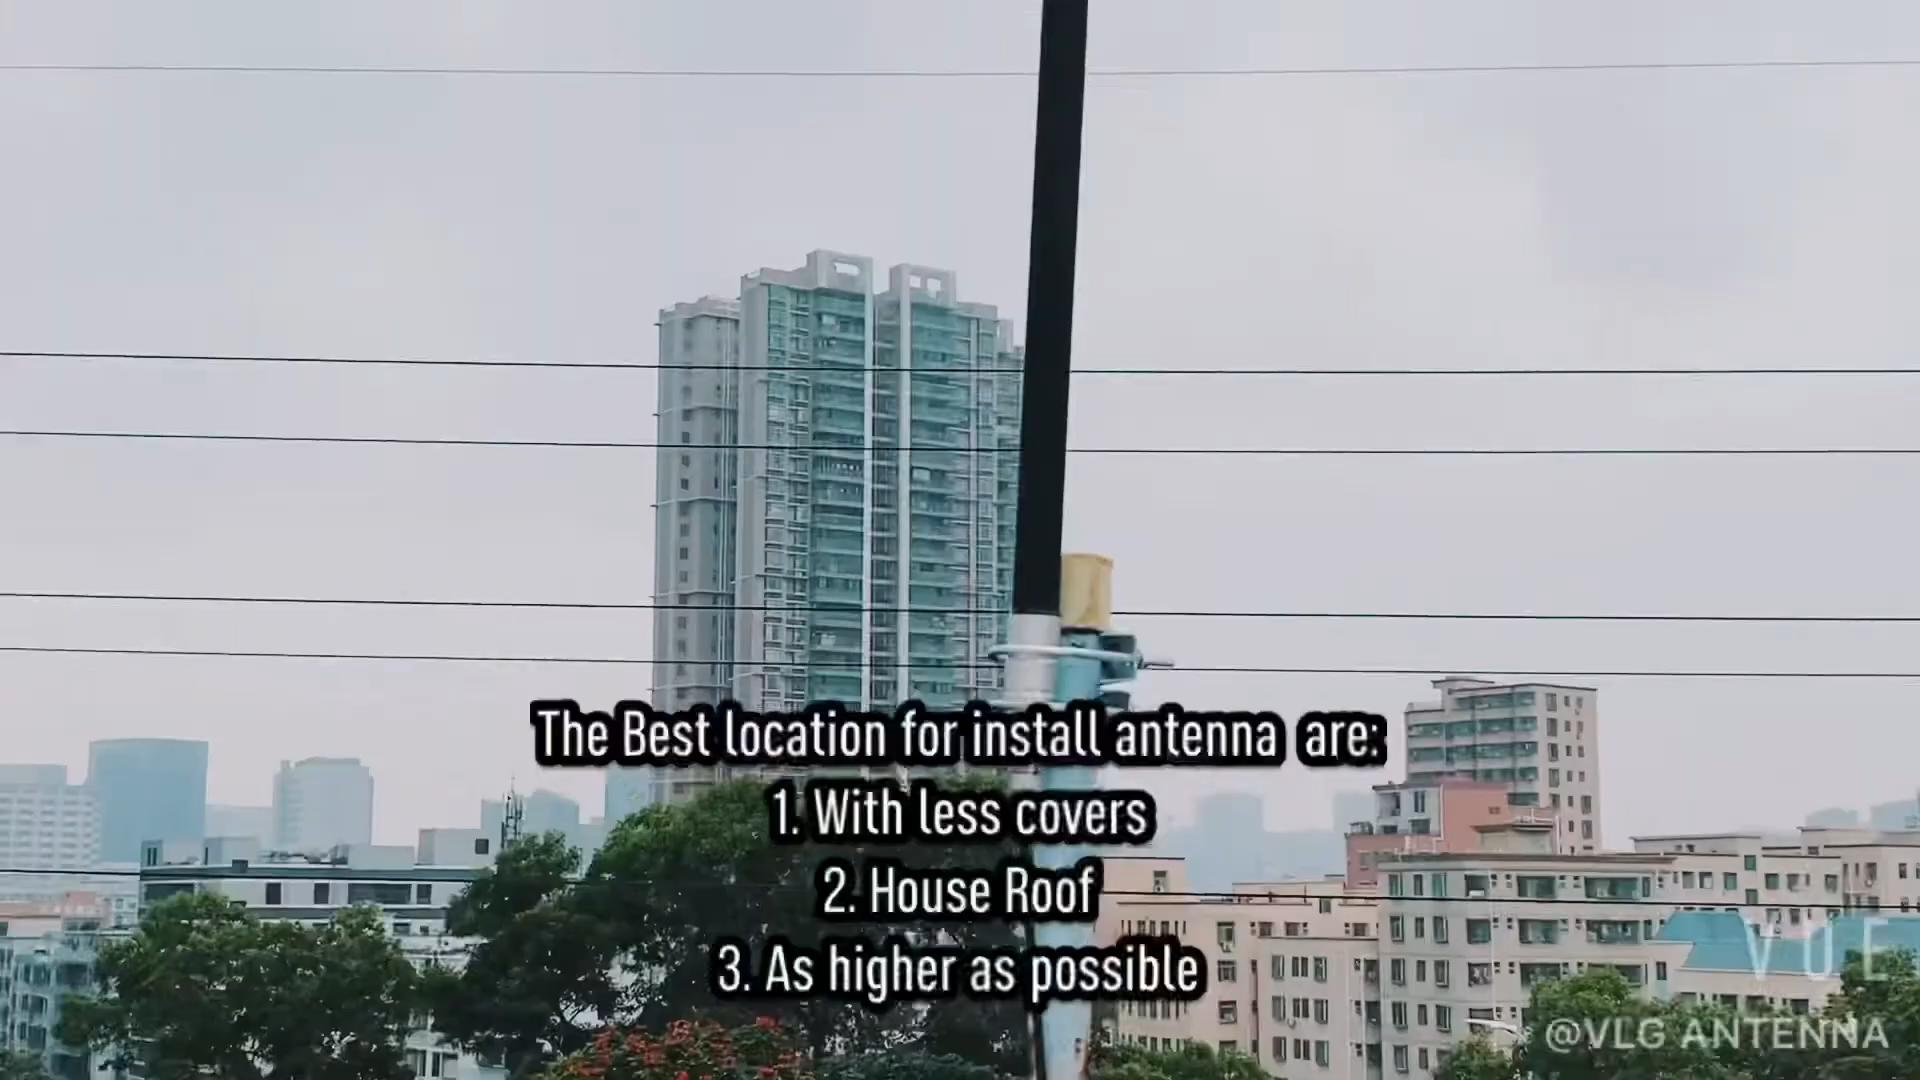 The Best location for install antenna are:
1. With less covers
2. House Roof
3. As higher as possible
VUE
@VLG ANTENNA